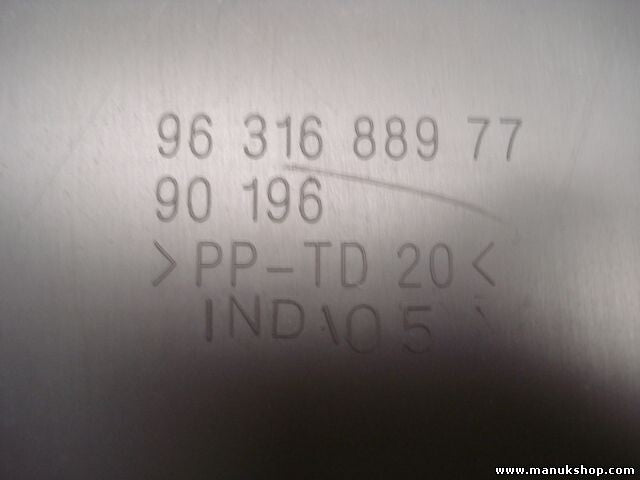 96 316 889 77
90 196
>PP-TD 20<
IND\05
www.manukshop.com